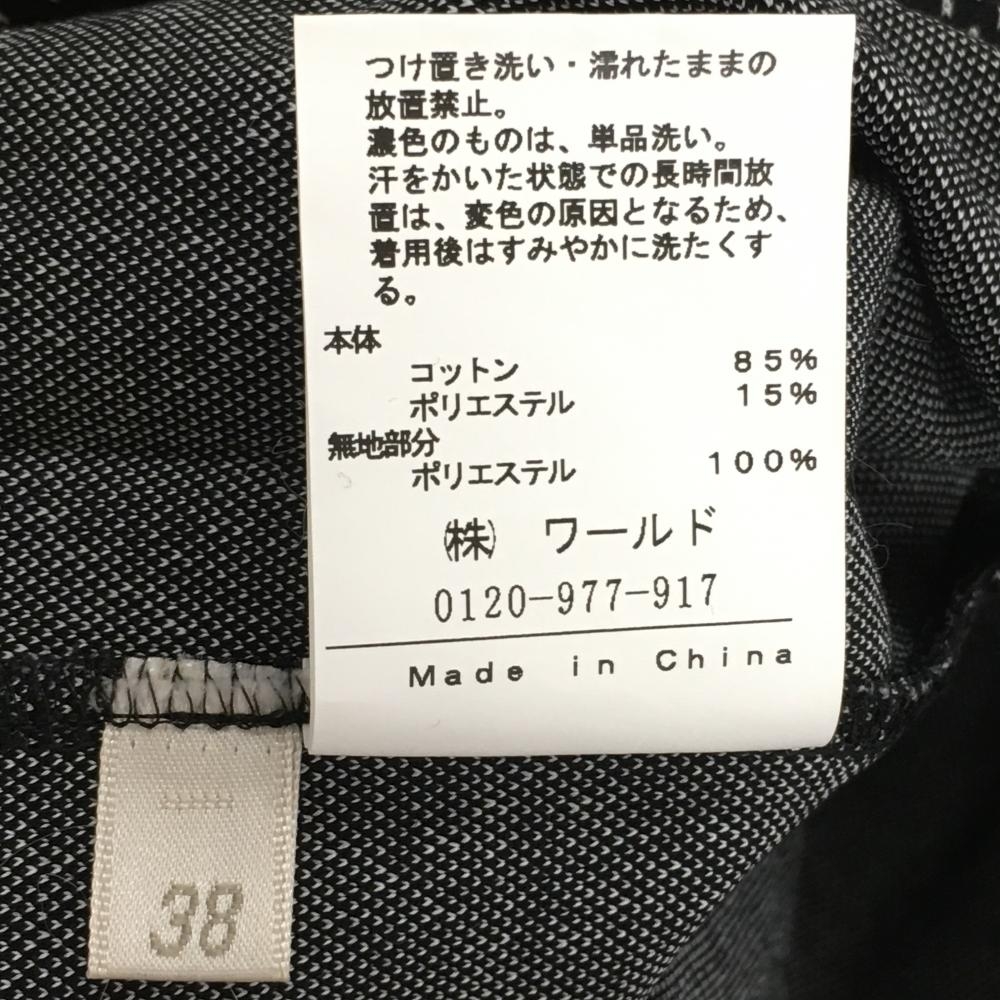 つけ置き洗い・濡れたままの
放置禁止。
濃色のものは、単品洗い。
汗をかいた状態での長時間放
置は、変色の原因となるため、
着用後はすみやかに洗たくす
る。
本体
コットン 85%
ポリエステル 15%
無地部分
ポリエステル 100%
㈱ ワールド
0120-977-917
Made in China
38